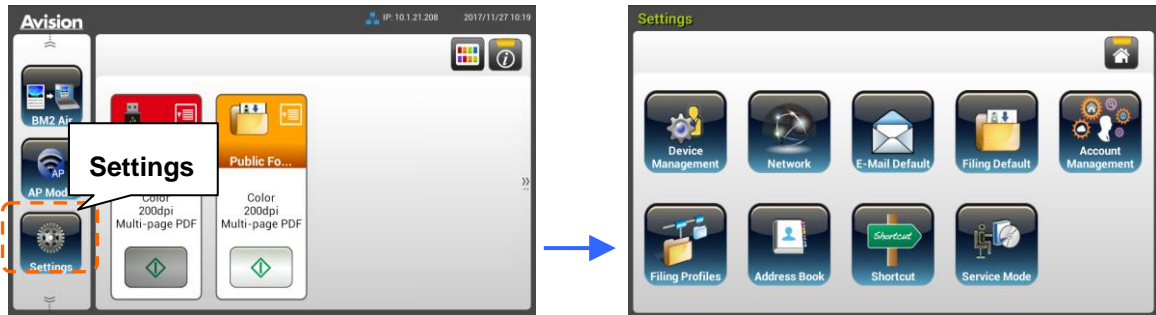 Avision
IP: 10.1.21.208
2017/11/27 10:19
BM2 Air
AP
AP Mode
Settings
Settings
Public Fo...
Color
200dpi
Multi-page PDF
Color
200dpi
Multi-page PDF
Settings
Device
Management
Network
E-Mail Default
Filing Default
Account
Management
Filing Profiles
Address Book
Shortcut
Shortcut
Service Mode